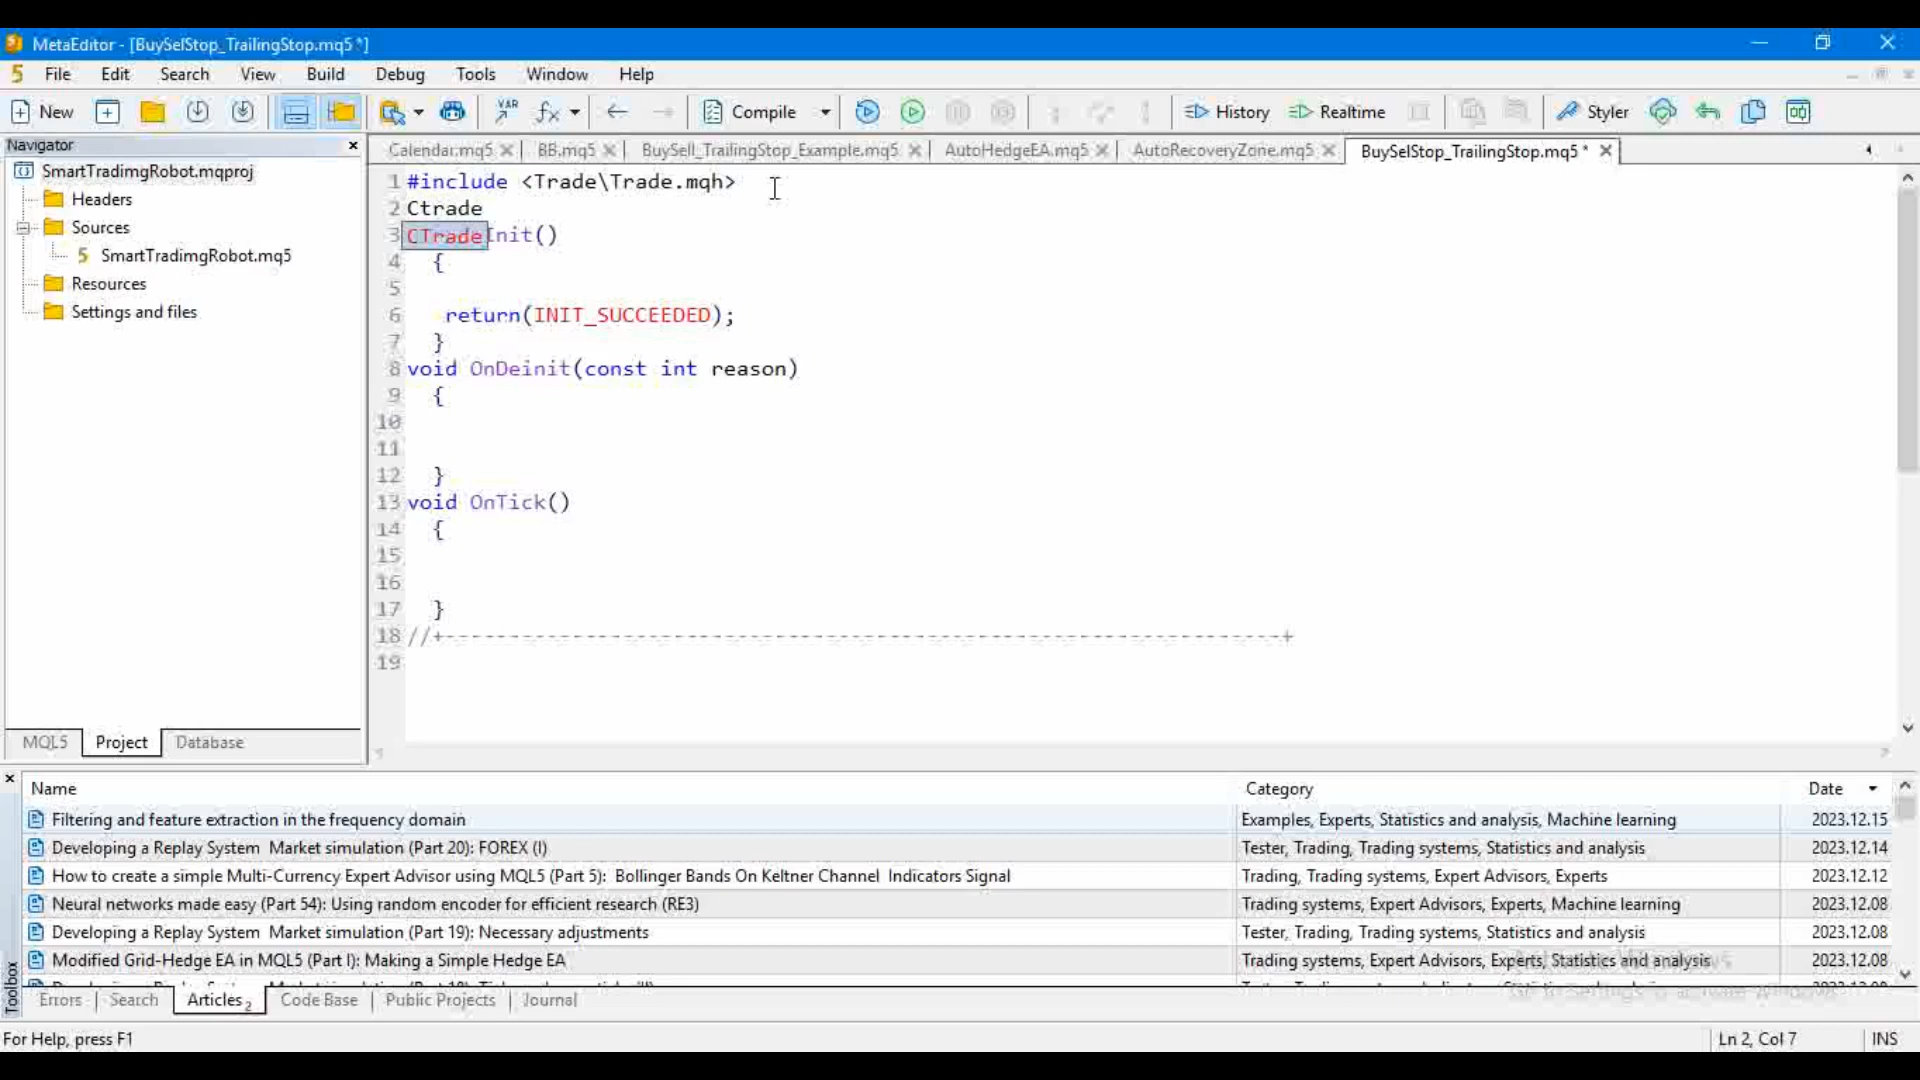 MetaEditor - [BuySelStop_TrailingStop.mq5 *]
5 File Edit Search View Build Debug Tools Window Help
New VAR Compile History Realtime Styler
Navigator
Calendar.mq5 BB.mq5 BuySell_TrailingStop_Example.mq5 AutoHedgeEA.mq5 AutoRecoveryZone.mq5 BuySelStop_TrailingStop.mq5 *
SmartTradimgRobot.mqproj
Headers
Sources
5 SmartTradimgRobot.mq5
Resources
Settings and files
MQL5 Project Database
1 #include <Trade\Trade.mqh>
2 Ctrade
3 CTrade nit()
4 {
5
6 return(INIT_SUCCEEDED);
7 }
8 void OnDeinit(const int reason)
9 {
10
11
12 }
13 void OnTick()
14 {
15
16
17 }
18 //+------------------------------------------------------------------+
19
Name Category Date
Filtering and feature extraction in the frequency domain Examples, Experts, Statistics and analysis, Machine learning 2023.12.15
Developing a Replay System Market simulation (Part 20): FOREX (I) Tester, Trading, Trading systems, Statistics and analysis 2023.12.14
How to create a simple Multi-Currency Expert Advisor using MQL5 (Part 5): Bollinger Bands On Keltner Channel Indicators Signal Trading, Trading systems, Expert Advisors, Experts 2023.12.12
Neural networks made easy (Part 54): Using random encoder for efficient research (RE3) Trading systems, Expert Advisors, Experts, Machine learning 2023.12.08
Developing a Replay System Market simulation (Part 19): Necessary adjustments Tester, Trading, Trading systems, Statistics and analysis 2023.12.08
Modified Grid-Hedge EA in MQL5 (Part I): Making a Simple Hedge EA Trading systems, Expert Advisors, Experts, Statistics and analysis 2023.12.08
Toolbox
Errors Search Articles 2 Code Base Public Projects Journal
For Help, press F1 Ln 2, Col 7 INS